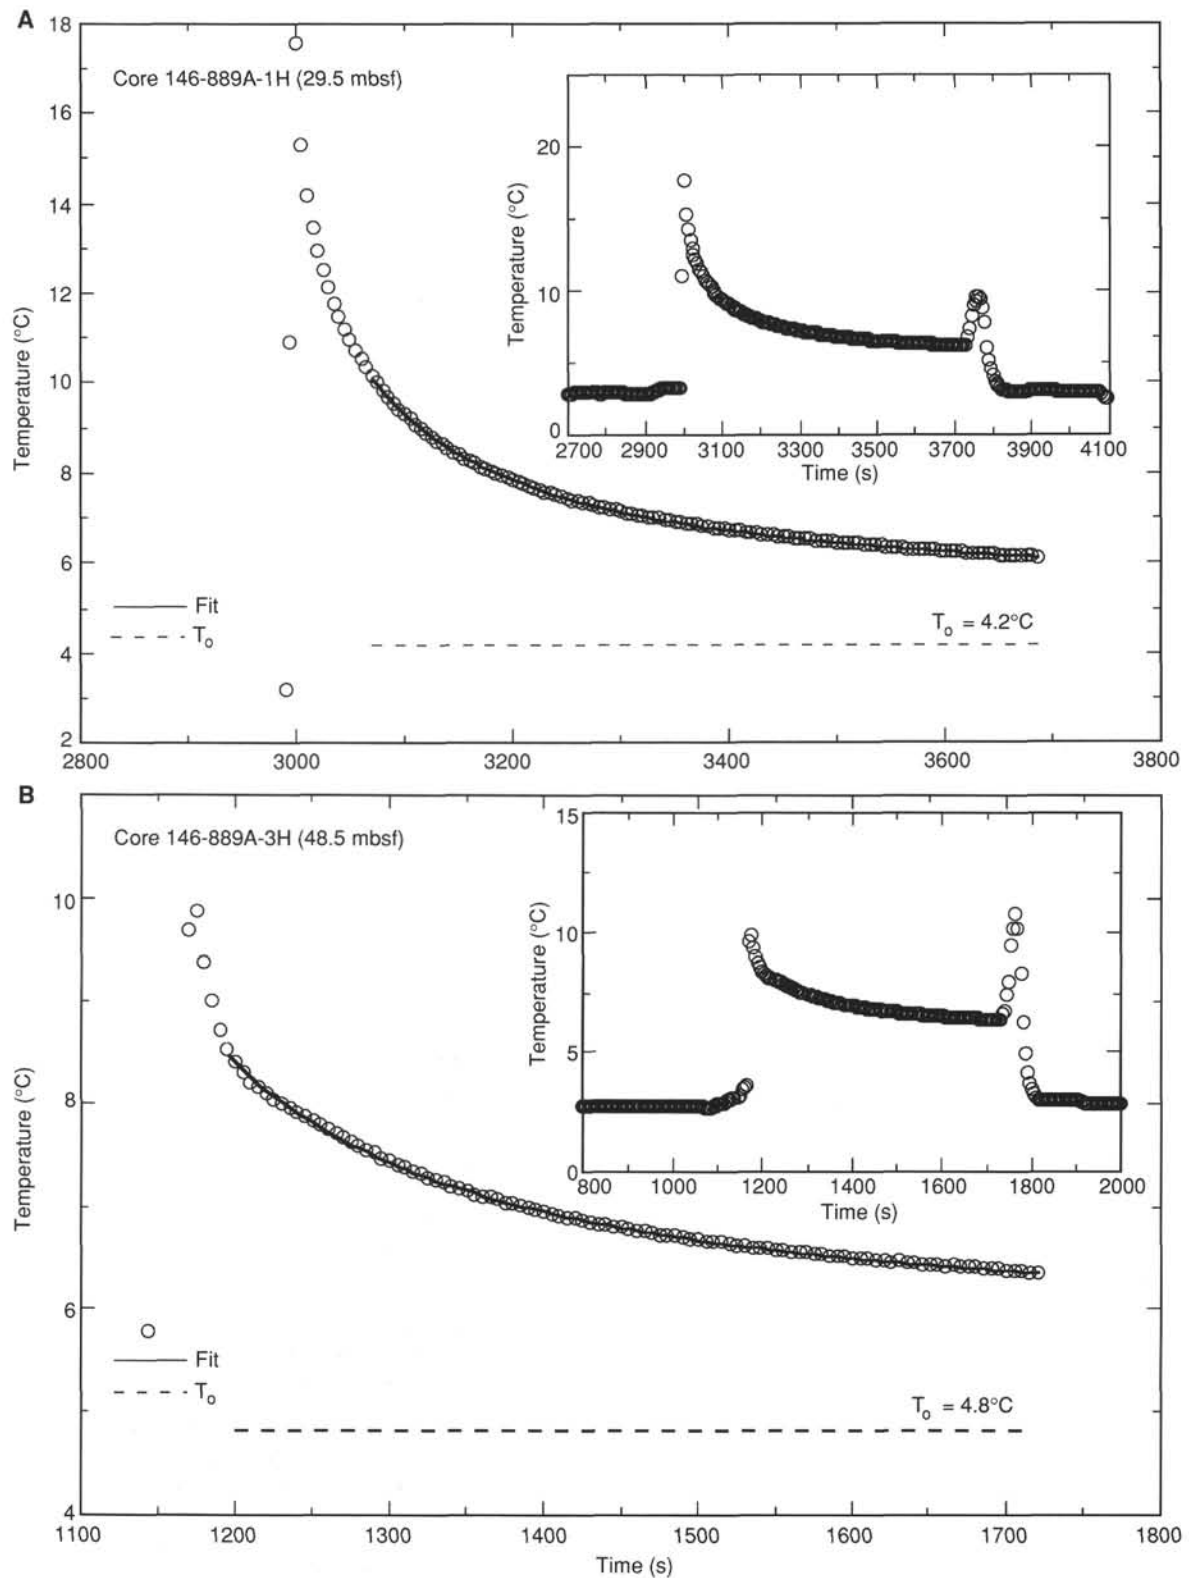 A
18
16
14
12
10
8
6
4
2
Temperature (°C)
Core 146-889A-1H (29.5 mbsf)
20
10
0
Temperature (°C)
2700 2900 3100 3300 3500 3700 3900 4100
Time (s)
Fit
To
To = 4.2°C
2800 3000 3200 3400 3600 3800
B
10
8
6
4
Temperature (°C)
Core 146-889A-3H (48.5 mbsf)
15
10
5
0
Temperature (°C)
800 1000 1200 1400 1600 1800 2000
Time (s)
Fit
To
To = 4.8°C
1100 1200 1300 1400 1500 1600 1700 1800
Time (s)